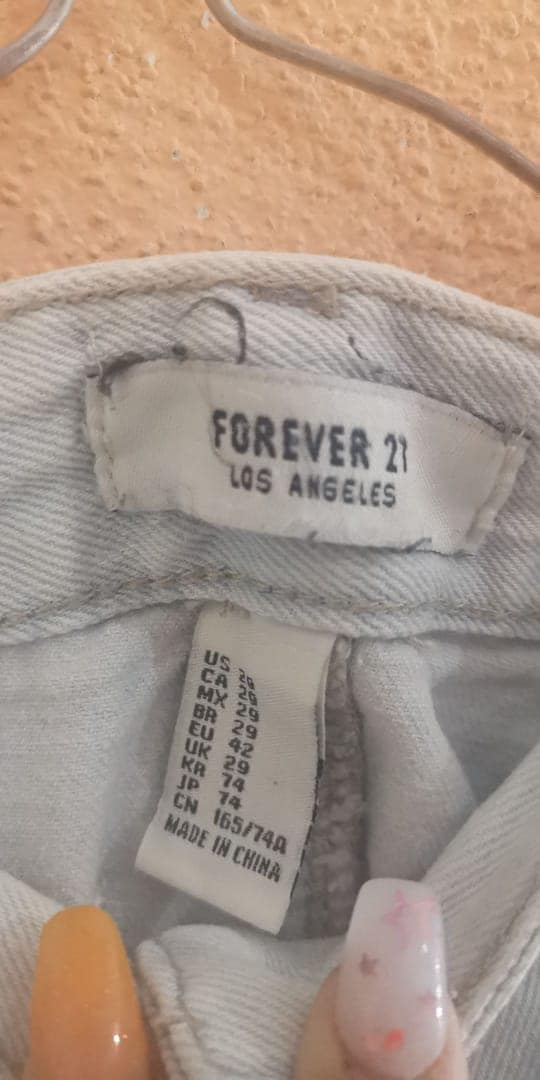 FOREVER 21
LOS ANGELES
US 29
CA 29
MX 29
BR 29
EU 42
UK 29
KR 74
JP 74
CN 165/74A
MADE IN CHINA